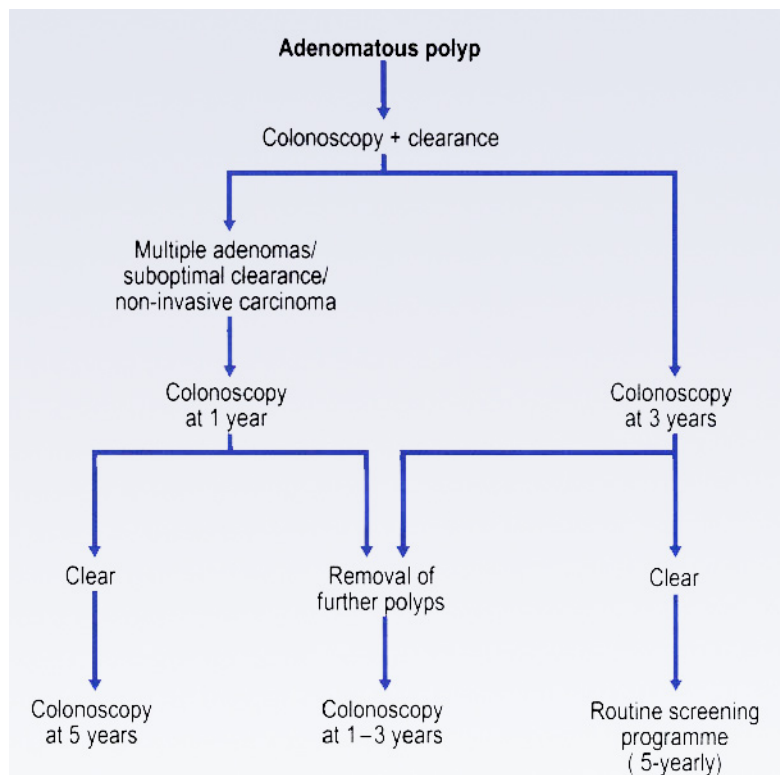 Adenomatous polyp
Colonoscopy + clearance
Multiple adenomas/
suboptimal clearance/
non-invasive carcinoma
Colonoscopy
at 1 year
Colonoscopy
at 3 years
Clear
Removal of
further polyps
Clear
Colonoscopy
at 5 years
Colonoscopy
at 1–3 years
Routine screening
programme
( 5-yearly)